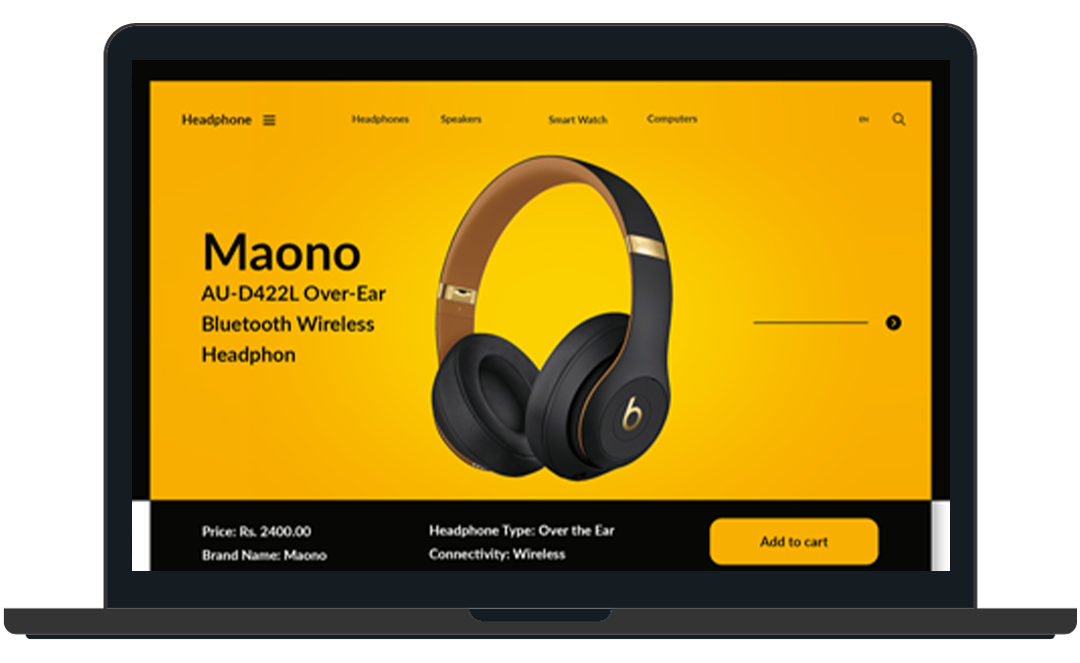 Headphone
Headphones Speakers Smart Watch Computers
EN
Maono
AU-D422L Over-Ear
Bluetooth Wireless
Headphon
b
Price: Rs. 2400.00
Brand Name: Maono
Headphone Type: Over the Ear
Connectivity: Wireless
Add to cart